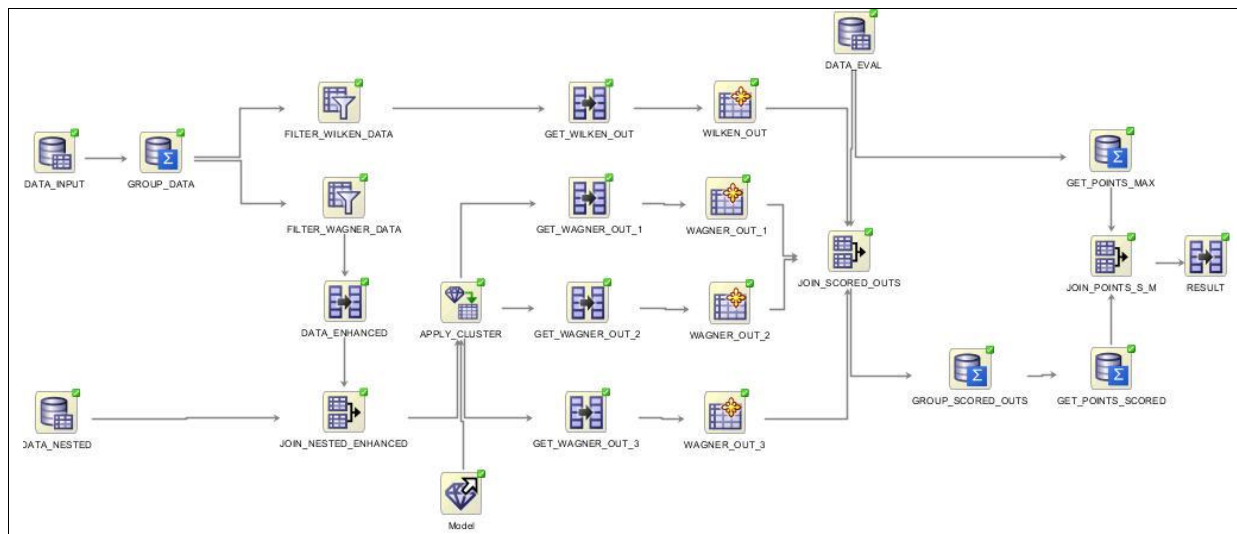 DATA_EVAL
FILTER_WILKEN_DATA
GET_WILKEN_OUT
WILKEN_OUT
DATA_INPUT
GROUP_DATA
GET_POINTS_MAX
FILTER_WAGNER_DATA
GET_WAGNER_OUT_1
WAGNER_OUT_1
JOIN_SCORED_OUTS
JOIN_POINTS_S_M
RESULT
DATA_ENHANCED
APPLY_CLUSTER
GET_WAGNER_OUT_2
WAGNER_OUT_2
GROUP_SCORED_OUTS
GET_POINTS_SCORED
DATA_NESTED
JOIN_NESTED_ENHANCED
GET_WAGNER_OUT_3
WAGNER_OUT_3
Model